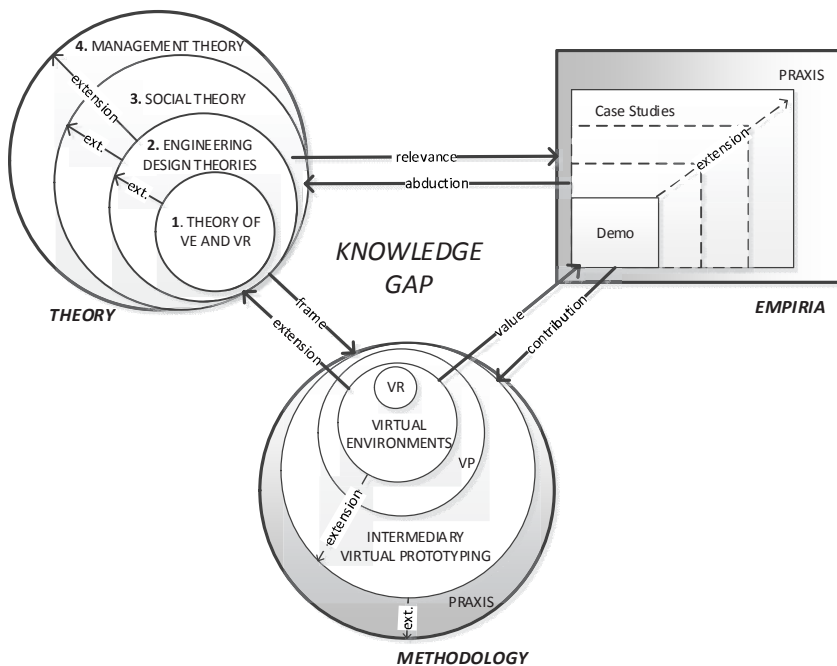 4. MANAGEMENT THEORY
extension
3. SOCIAL THEORY
ext.
2. ENGINEERING
DESIGN THEORIES
ext.
1. THEORY OF
VE AND VR
THEORY
relevance
abduction
PRAXIS
Case Studies
extension
Demo
EMPIRIA
KNOWLEDGE
GAP
frame
extension
value
contribution
VR
VIRTUAL
ENVIRONMENTS
VP
extension
INTERMEDIARY
VIRTUAL PROTOTYPING
PRAXIS
ext.
METHODOLOGY